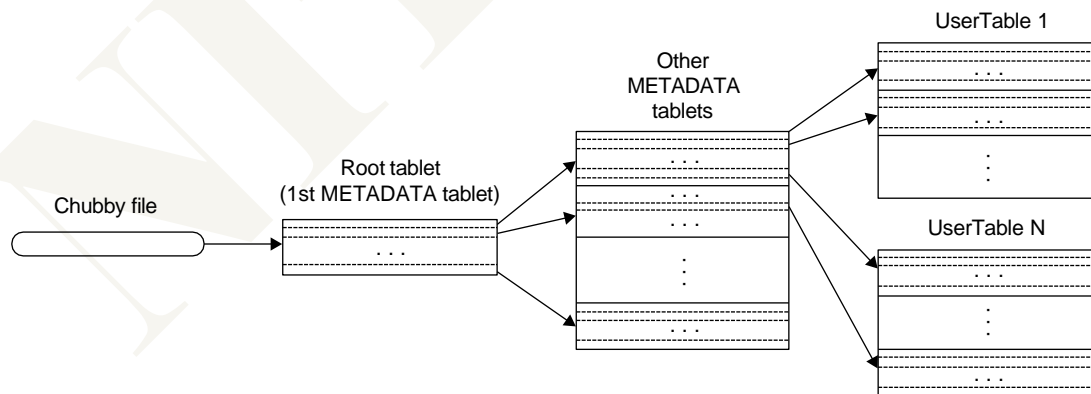 UserTable 1
Other
METADATA
tablets
. . .
. . .
. . .
Root tablet
(1st METADATA tablet)
. . .
Chubby file
. . .
UserTable N
. . .
. . .
. . .
. . .
. . .
. . .